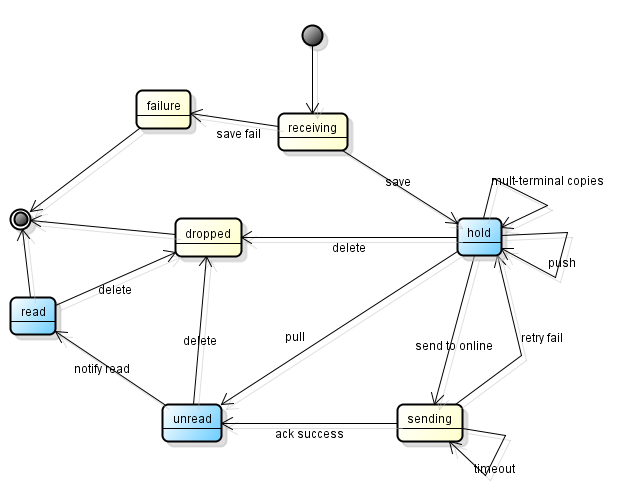 failure
receiving
save fail
save
mult-terminal copies
dropped
hold
delete
push
delete
read
pull
send to online
retry fail
delete
notify read
unread
sending
ack success
timeout